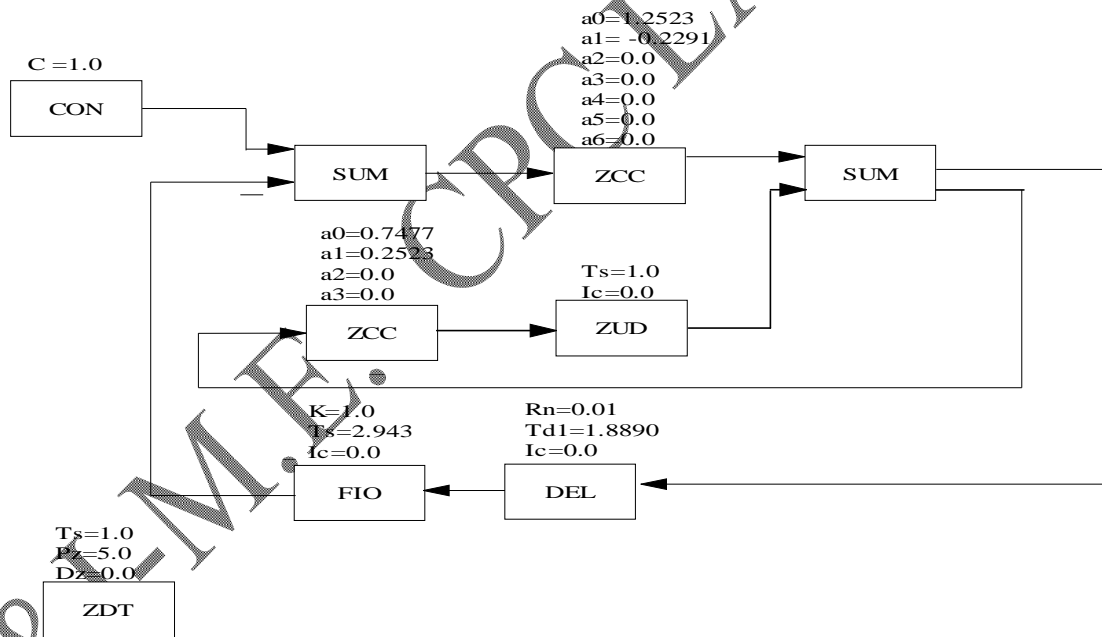 a0=1.2523
a1= -0.2291
a2=0.0
a3=0.0
a4=0.0
a5=0.0
a6=0.0
C =1.0
CON
SUM
ZCC
SUM
a0=0.7477
a1=0.2523
a2=0.0
a3=0.0
ZCC
Ts=1.0
Ic=0.0
ZUD
K=1.0
Ts=2.943
Ic=0.0
FIO
Rn=0.01
Td1=1.8890
Ic=0.0
DEL
Ts=1.0
Pz=5.0
Dz=0.0
ZDT
-M.E. CPCL